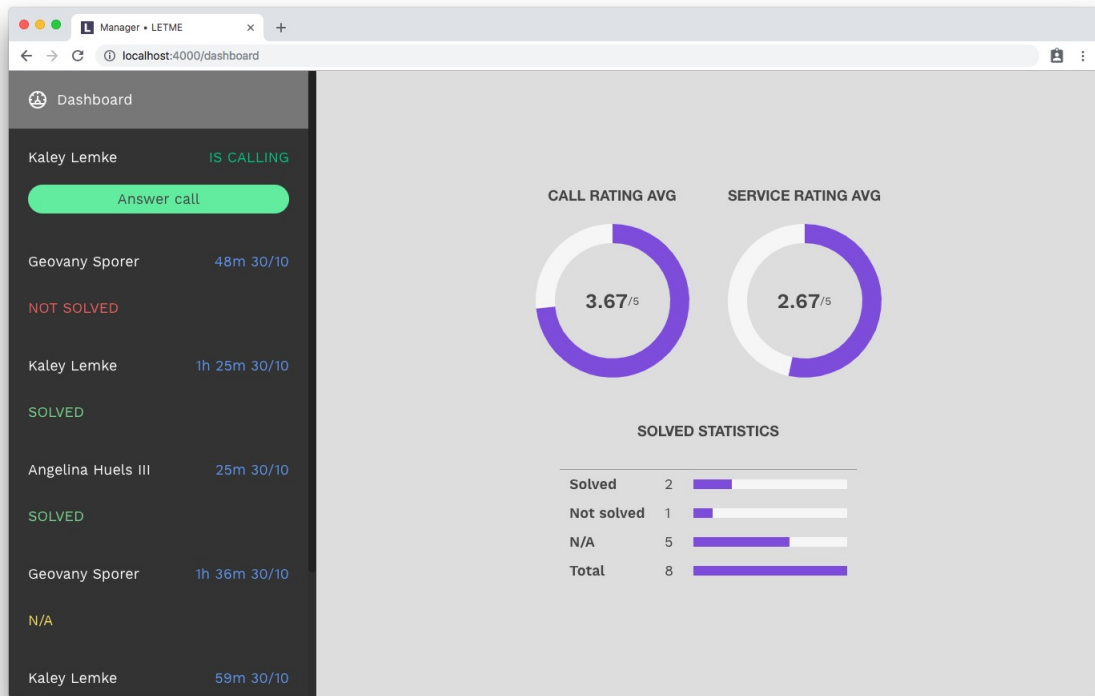 L Manager • LETME
localhost:4000/dashboard
Dashboard
Kaley Lemke IS CALLING
Answer call
Geovany Sporer 48m 30/10
NOT SOLVED
Kaley Lemke 1h 25m 30/10
SOLVED
Angelina Huels III 25m 30/10
SOLVED
Geovany Sporer 1h 36m 30/10
N/A
Kaley Lemke 59m 30/10
CALL RATING AVG SERVICE RATING AVG
3.67/5 2.67/5
SOLVED STATISTICS
Solved 2
Not solved 1
N/A 5
Total 8